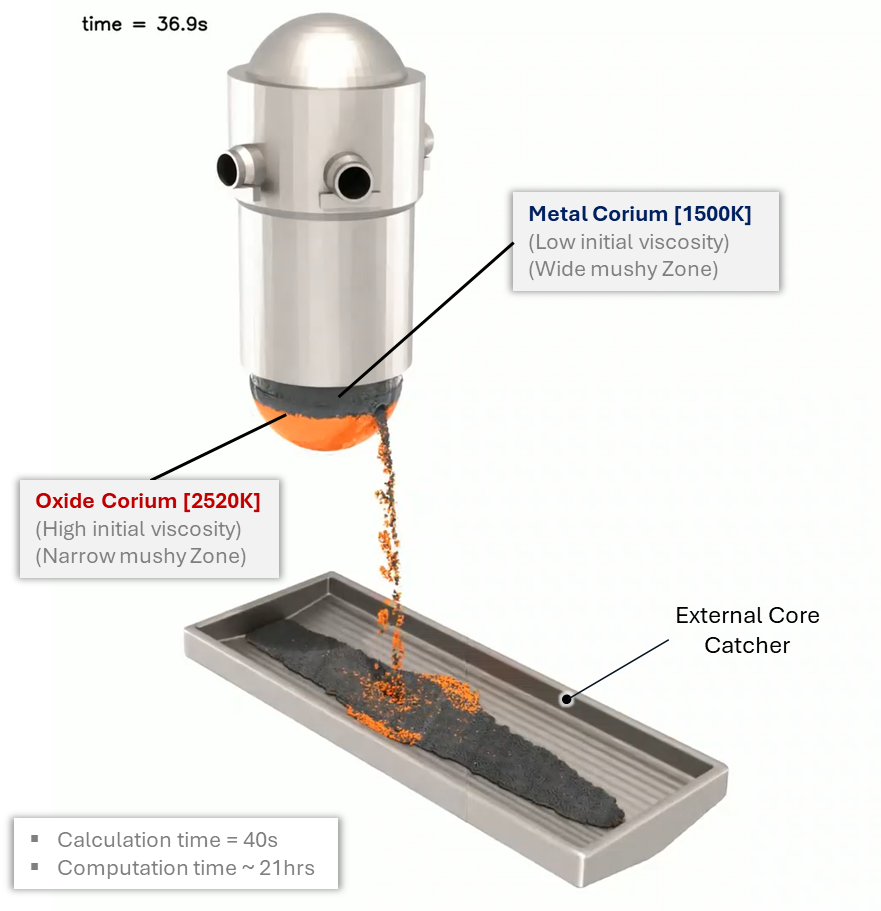 time = 36.9s
Metal Corium [1500K]
(Low initial viscosity)
(Wide mushy Zone)
Oxide Corium [2520K]
(High initial viscosity)
(Narrow mushy Zone)
External Core
Catcher
▪ Calculation time = 40s
▪ Computation time ~ 21hrs